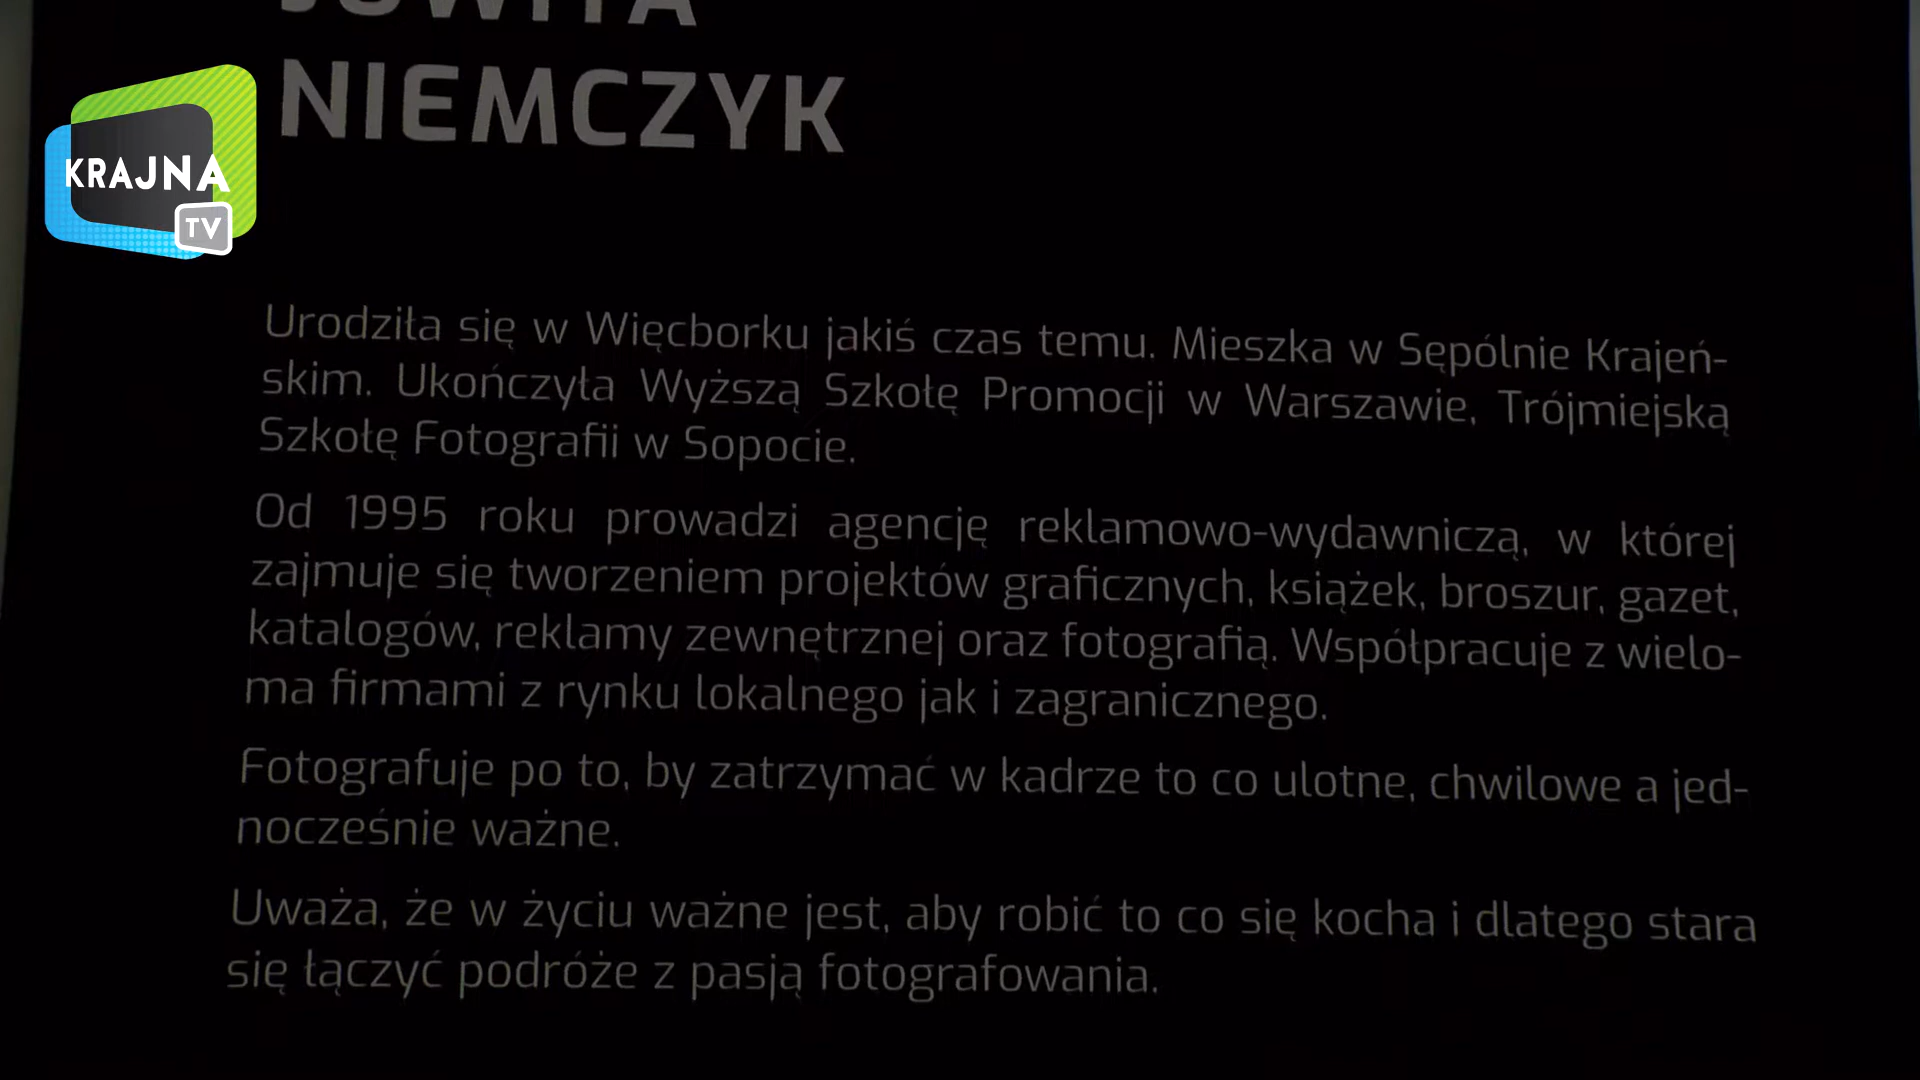 JOWITA
NIEMCZYK
KRAJNA
TV
Urodziła się w Więcborku jakiś czas temu. Mieszka w Sępólnie Krajeń-
skim. Ukończyła Wyższą Szkołę Promocji w Warszawie, Trójmiejską
Szkołę Fotografii w Sopocie.
Od 1995 roku prowadzi agencję reklamowo-wydawniczą, w której
zajmuje się tworzeniem projektów graficznych, książek, broszur, gazet,
katalogów, reklamy zewnętrznej oraz fotografią. Współpracuje z wielo-
ma firmami z rynku lokalnego jak i zagranicznego.
Fotografuje po to, by zatrzymać w kadrze to co ulotne, chwilowe a jed-
nocześnie ważne.
Uważa, że w życiu ważne jest, aby robić to co się kocha i dlatego stara
się łączyć podróże z pasją fotografowania.